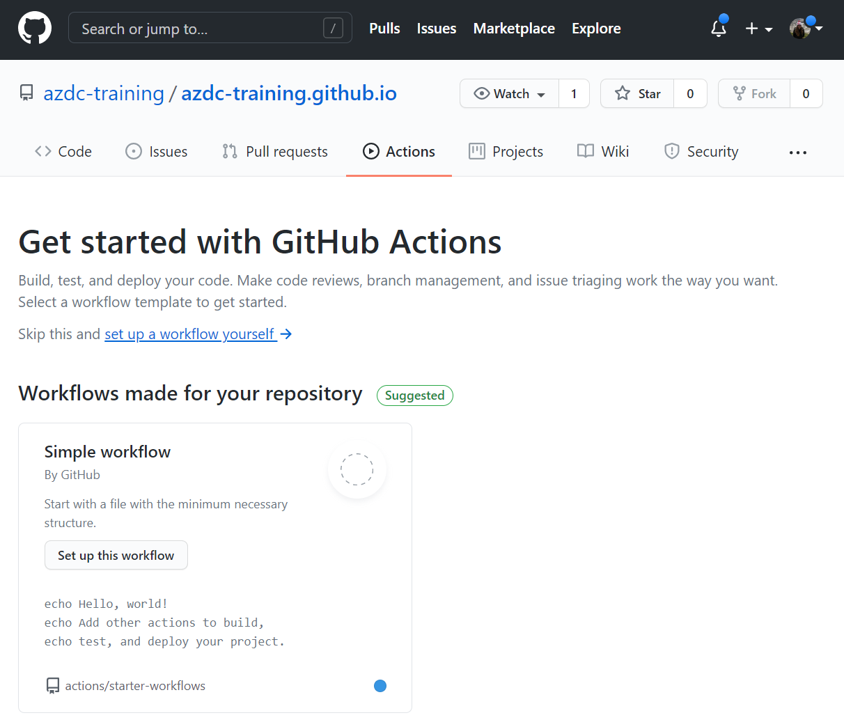 Search or jump to... /
Pulls Issues Marketplace Explore
azdc-training / azdc-training.github.io
Watch 1 Star 0 Fork 0
Code Issues Pull requests Actions Projects Wiki Security ...
Get started with GitHub Actions
Build, test, and deploy your code. Make code reviews, branch management, and issue triaging work the way you want.
Select a workflow template to get started.
Skip this and set up a workflow yourself →
Workflows made for your repository Suggested
Simple workflow
By GitHub
Start with a file with the minimum necessary
structure.
Set up this workflow
echo Hello, world!
echo Add other actions to build,
echo test, and deploy your project.
actions/starter-workflows